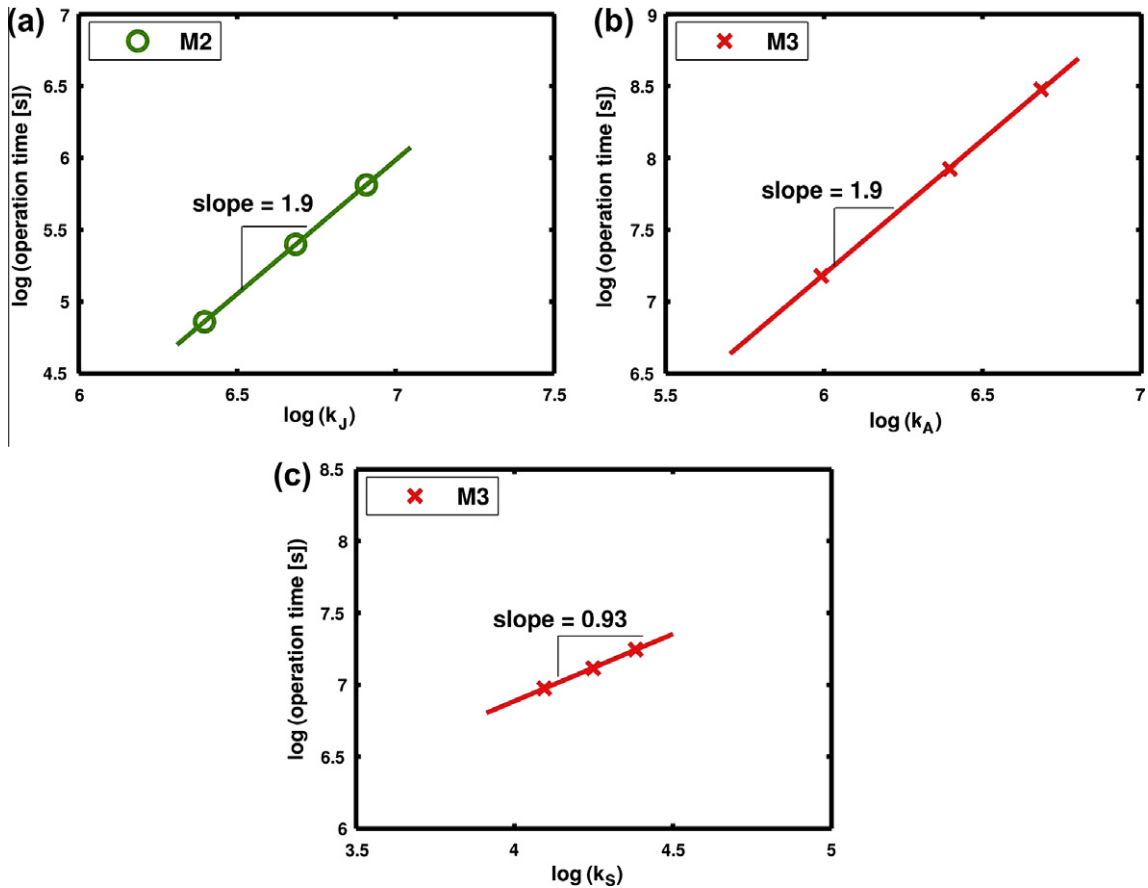 (a)
M2
log (operation time [s])
7
6.5
6
5.5
5
4.5
slope = 1.9
6
6.5
7
7.5
log (k_J)
(b)
M3
log (operation time [s])
9
8.5
8
7.5
7
6.5
slope = 1.9
5.5
6
6.5
7
log (k_A)
(c)
M3
log (operation time [s])
8.5
8
7.5
7
6.5
6
slope = 0.93
3.5
4
4.5
5
log (k_S)